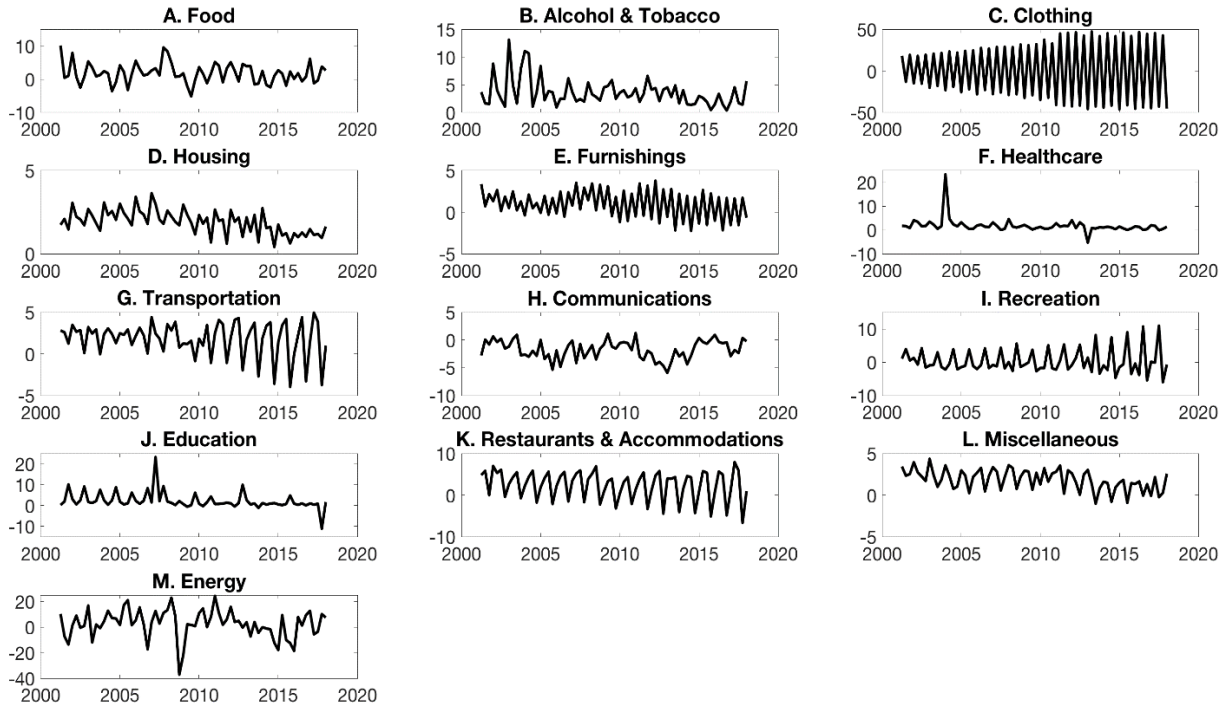 A. Food
10
0
-10
2000 2005 2010 2015 2020
B. Alcohol & Tobacco
15
10
5
0
2000 2005 2010 2015 2020
C. Clothing
50
0
-50
2000 2005 2010 2015 2020
D. Housing
5
0
2000 2005 2010 2015 2020
E. Furnishings
5
0
-5
2000 2005 2010 2015 2020
F. Healthcare
20
10
0
-10
2000 2005 2010 2015 2020
G. Transportation
5
0
-5
2000 2005 2010 2015 2020
H. Communications
5
0
-5
-10
2000 2005 2010 2015 2020
I. Recreation
10
0
-10
2000 2005 2010 2015 2020
J. Education
20
10
0
-10
2000 2005 2010 2015 2020
K. Restaurants & Accommodations
10
0
-10
2000 2005 2010 2015 2020
L. Miscellaneous
5
0
-5
2000 2005 2010 2015 2020
M. Energy
20
0
-20
-40
2000 2005 2010 2015 2020